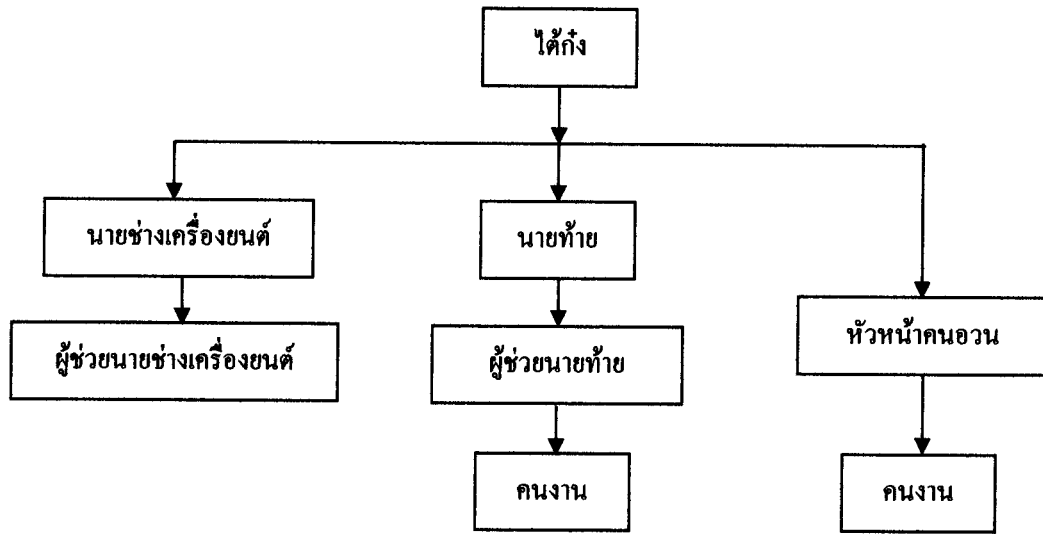 ไต้ก๋ง
นายช่างเครื่องยนต์
นายท้าย
ผู้ช่วยนายช่างเครื่องยนต์
ผู้ช่วยนายท้าย
หัวหน้าคนอวน
คนงาน
คนงาน